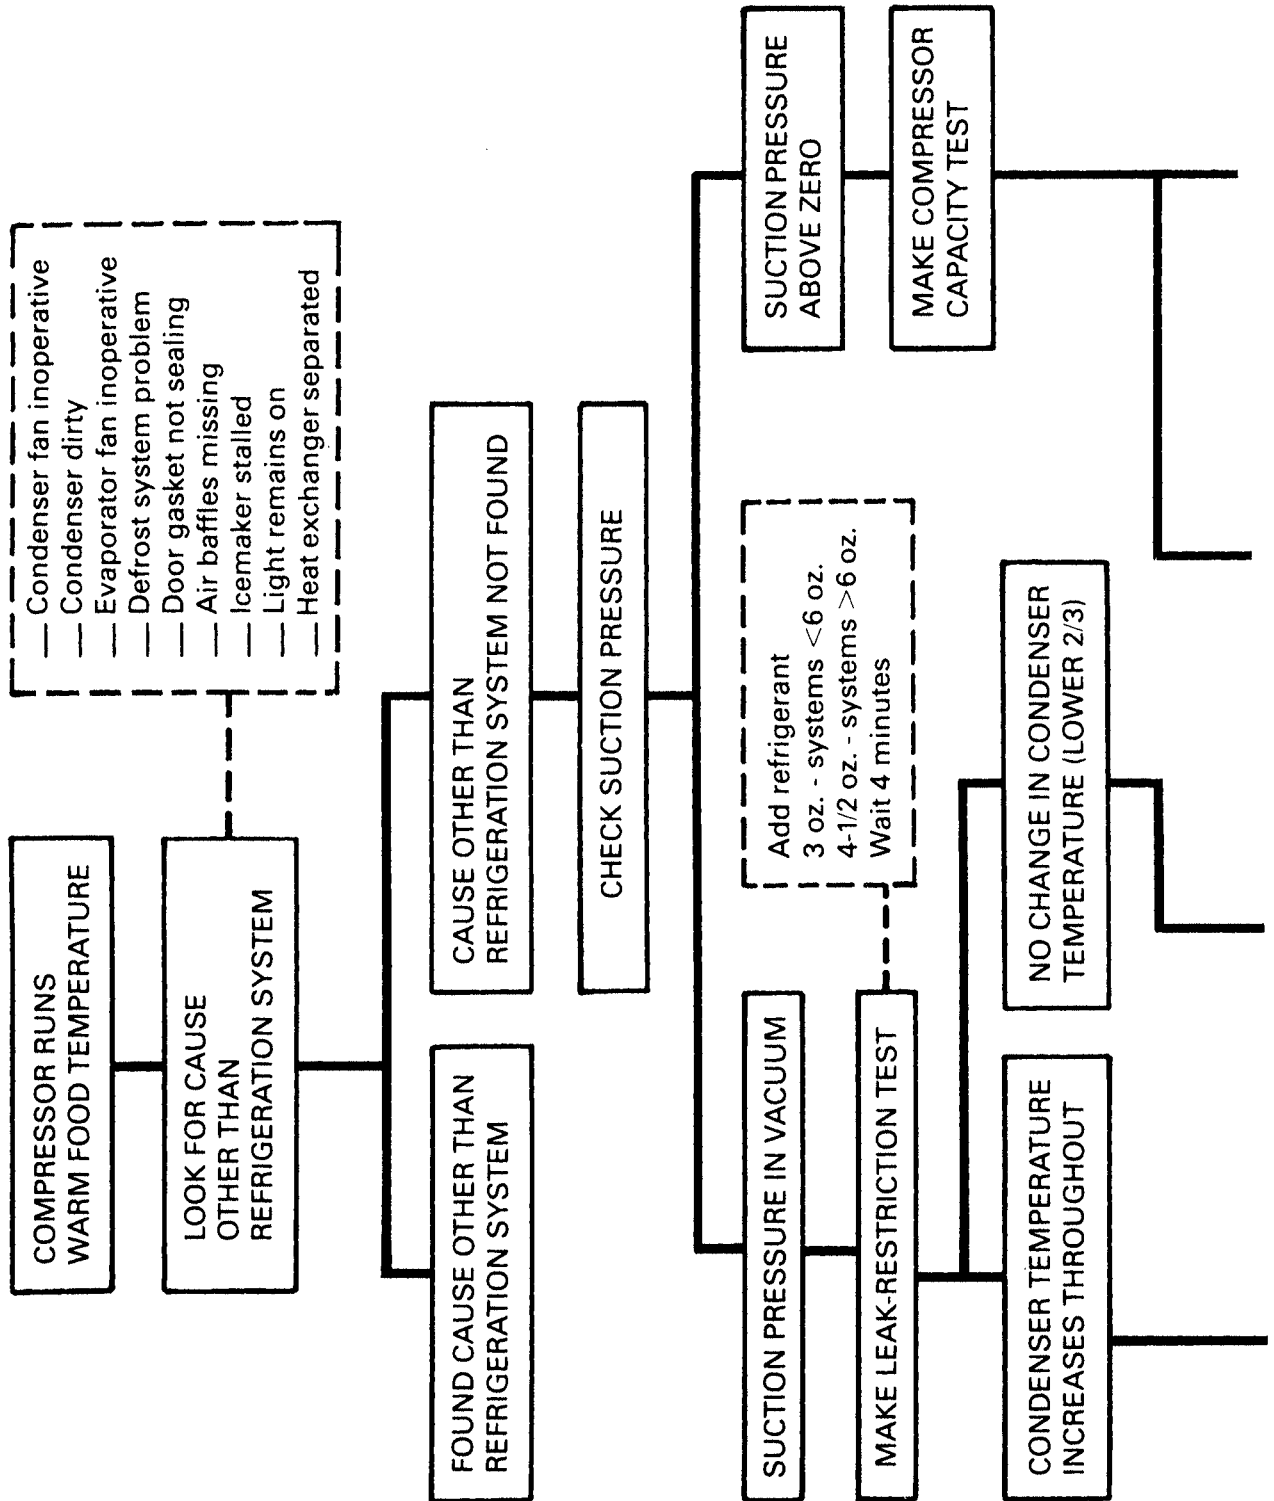 COMPRESSOR RUNS
WARM FOOD TEMPERATURE
LOOK FOR CAUSE
OTHER THAN
REFRIGERATION SYSTEM
— Condenser fan inoperative
— Condenser dirty
— Evaporator fan inoperative
— Defrost system problem
— Door gasket not sealing
— Air baffles missing
— Icemaker stalled
— Light remains on
— Heat exchanger separated
FOUND CAUSE OTHER THAN
REFRIGERATION SYSTEM
CAUSE OTHER THAN
REFRIGERATION SYSTEM NOT FOUND
CHECK SUCTION PRESSURE
SUCTION PRESSURE IN VACUUM
MAKE LEAK-RESTRICTION TEST
Add refrigerant
3 oz. - systems <6 oz.
4-1/2 oz. - systems >6 oz.
Wait 4 minutes
SUCTION PRESSURE
ABOVE ZERO
MAKE COMPRESSOR
CAPACITY TEST
CONDENSER TEMPERATURE
INCREASES THROUGHOUT
NO CHANGE IN CONDENSER
TEMPERATURE (LOWER 2/3)